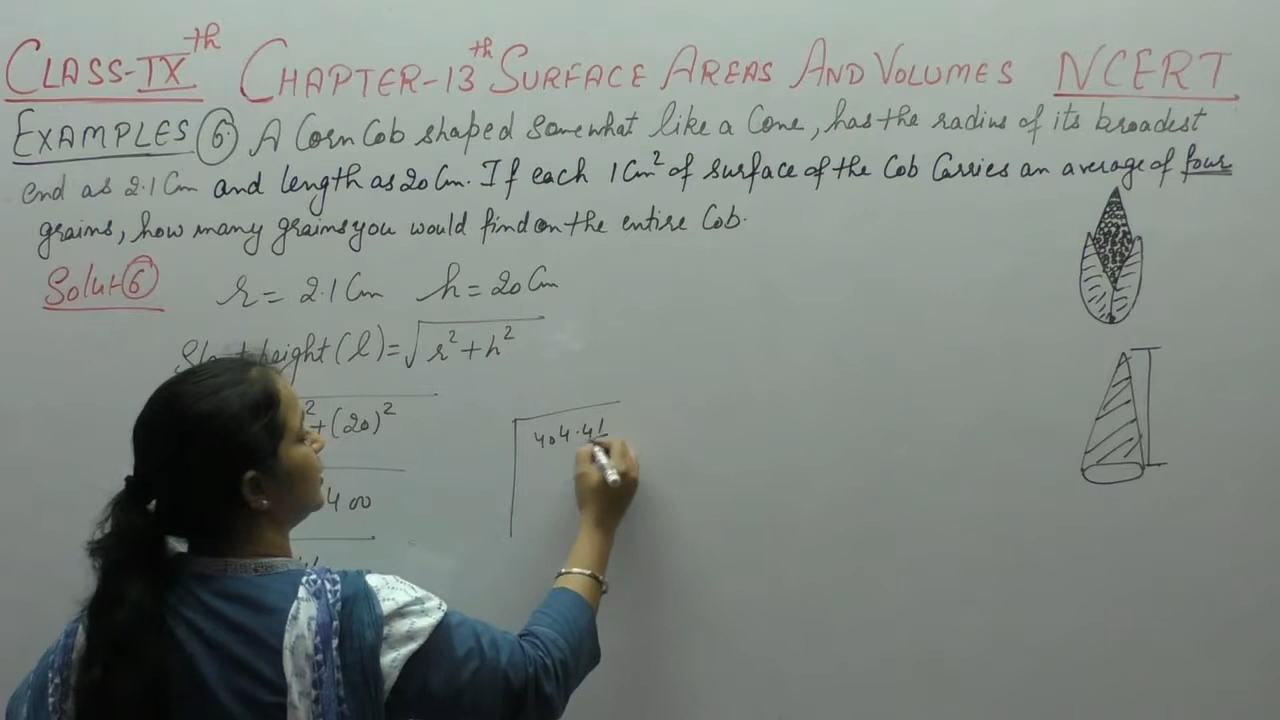 CLASS-IXth CHAPTER-13th SURFACE AREAS AND VOLUMES NCERT
EXAMPLES 6. A Corn Cob shaped Somewhat like a Cone, has the radius of its broadest
end as 2.1 Cm and length as 20 Cm. If each 1 Cm² of surface of the Cob Carries an average of four
grains, how many grains you would find on the entire Cob.
Solut 6 r = 2.1 Cm h = 20 Cm
height (l) = √r² + h²
² + (20)²
400
404.41